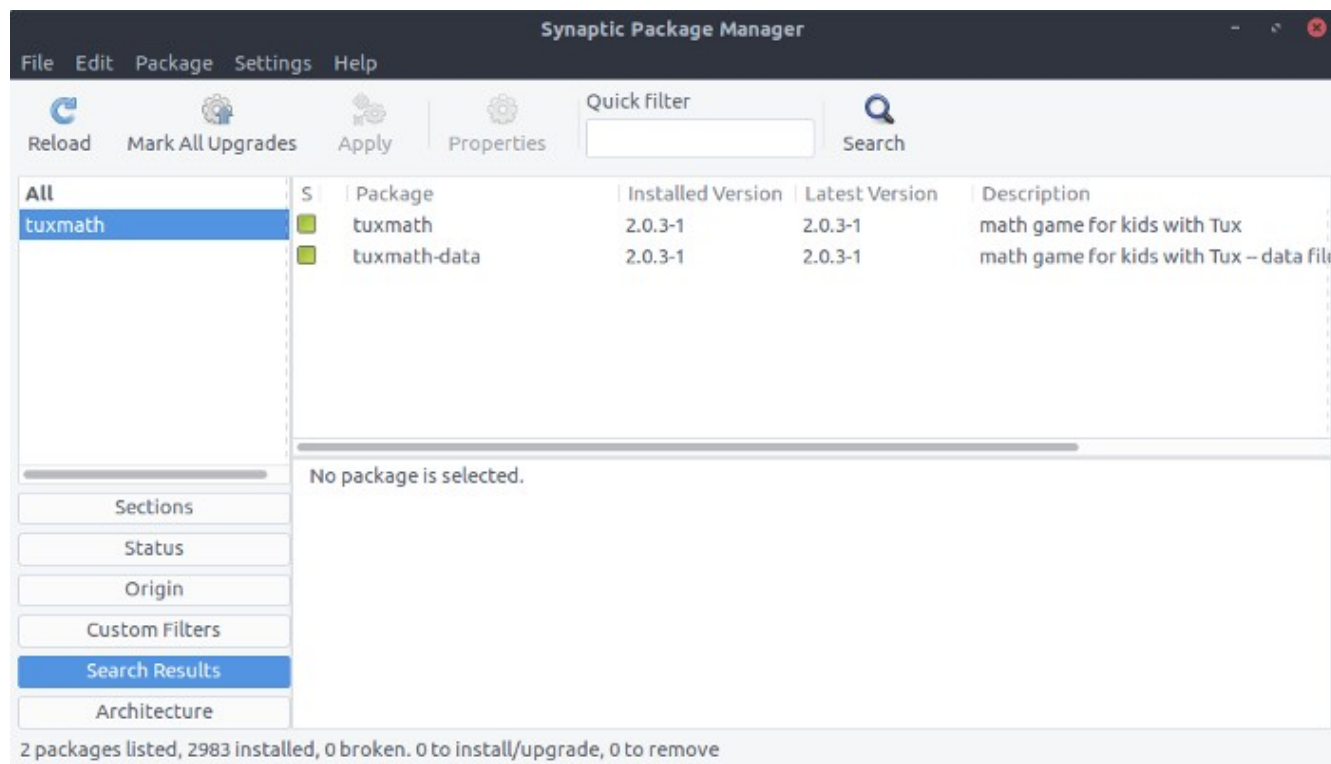 Synaptic Package Manager
File Edit Package Settings Help
Quick filter
Reload Mark All Upgrades Apply Properties Search
All
tuxmath
S Package Installed Version Latest Version Description
tuxmath 2.0.3-1 2.0.3-1 math game for kids with Tux
tuxmath-data 2.0.3-1 2.0.3-1 math game for kids with Tux – data file
No package is selected.
Sections
Status
Origin
Custom Filters
Search Results
Architecture
2 packages listed, 2983 installed, 0 broken. 0 to install/upgrade, 0 to remove